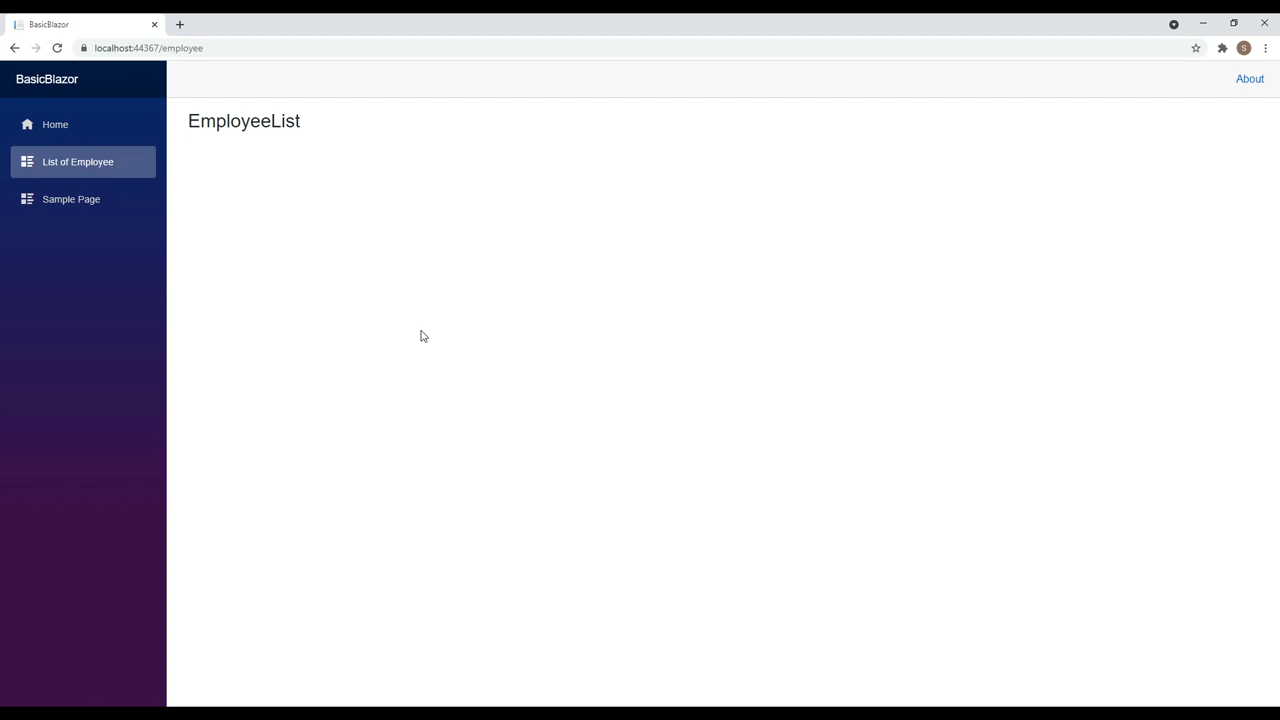 BasicBlazor
localhost:44367/employee
S
BasicBlazor
About
Home
EmployeeList
List of Employee
Sample Page